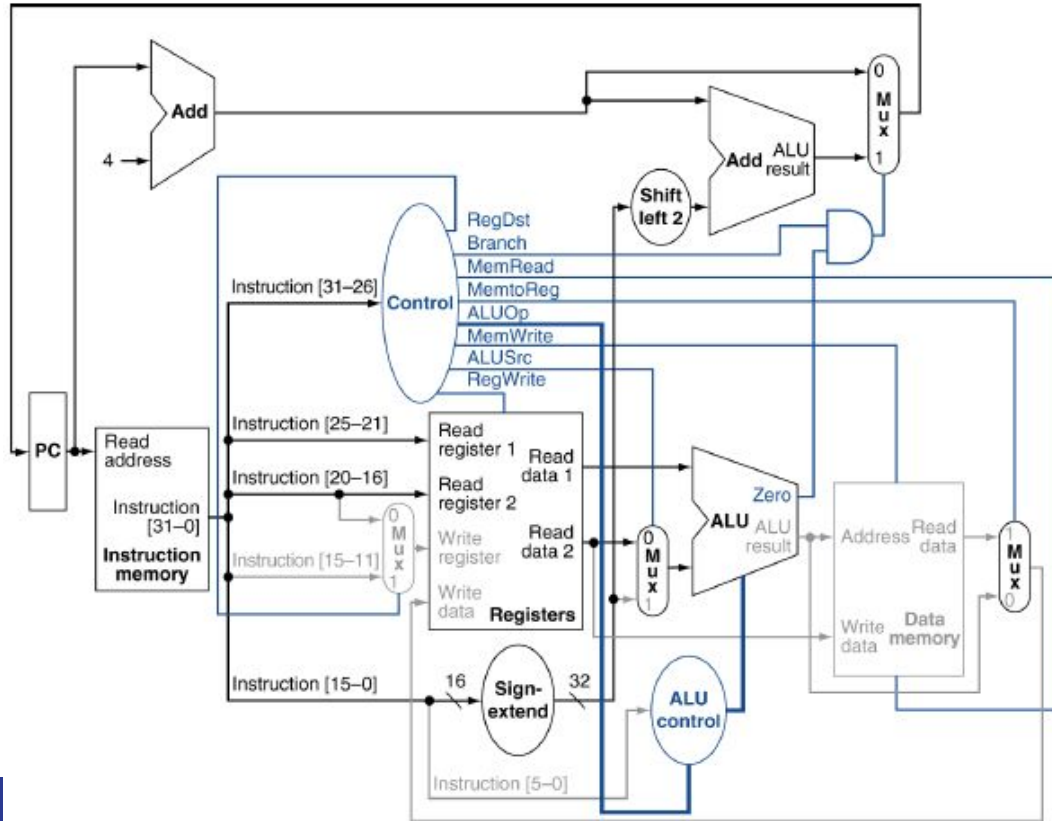 0
Mux
1
Add
4
Add
ALU
result
Shift
left 2
RegDst
Branch
MemRead
MemtoReg
ALUOp
MemWrite
ALUSrc
RegWrite
Instruction [31–26]
Control
PC
Read
address
Instruction
[31–0]
Instruction
memory
Instruction [25–21]
Instruction [20–16]
Instruction [15–11]
0
Mux
1
Read
register 1
Read
register 2
Write
register
Write
data
Read
data 1
Read
data 2
Registers
0
Mux
1
Zero
ALU
ALU
result
Address
Read
data
Write
data
Data
memory
1
Mux
0
Instruction [15–0]
16
Sign-
extend
32
ALU
control
Instruction [5–0]